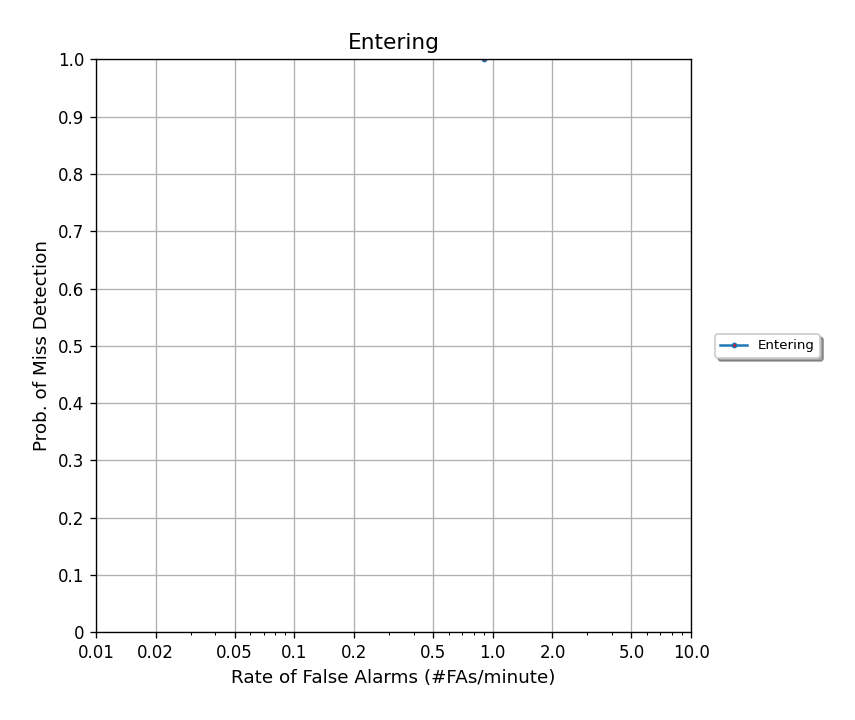 Entering
1.0
0.9
0.8
0.7
0.6
0.5
0.4
0.3
0.2
0.1
0
Prob. of Miss Detection
0.01 0.02 0.05 0.1 0.2 0.5 1.0 2.0 5.0 10.0
Rate of False Alarms (#FAs/minute)
Entering